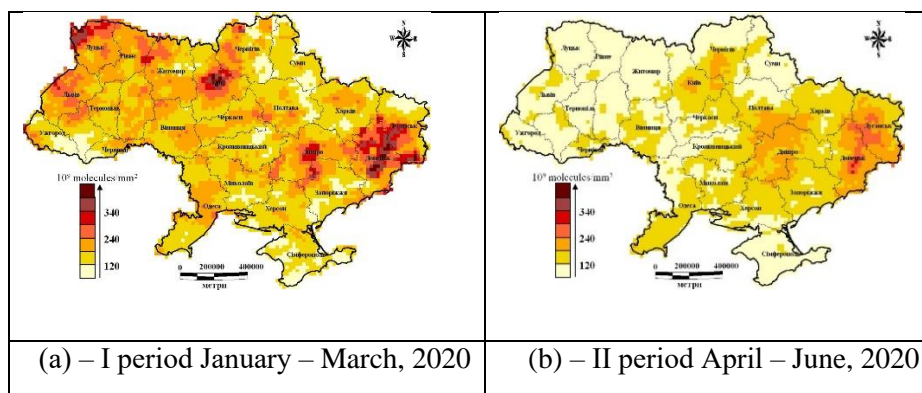 N
W
Луцьк
Рівне
Чернігів
Суми
Житомир
Київ
Львів
Тернопіль
Полтава
Харків
Луганськ
Ужгород
Вінниця
Черкаси
Чернівці
Кропивницький
Дніпро
Донецьк
Миколаїв
Запоріжжя
Одеса
Херсон
Сімферополь
10⁹ molecules/mm²
340
240
120
0 200000 400000
метри
(a) – I period January – March, 2020
N
W
Луцьк
Рівне
Чернігів
Суми
Житомир
Київ
Львів
Тернопіль
Полтава
Харків
Луганськ
Ужгород
Вінниця
Черкаси
Чернівці
Кропивницький
Дніпро
Донецьк
Миколаїв
Запоріжжя
Одеса
Херсон
Сімферополь
10⁹ molecules/mm²
340
240
120
0 200000 400000
метри
(b) – II period April – June, 2020